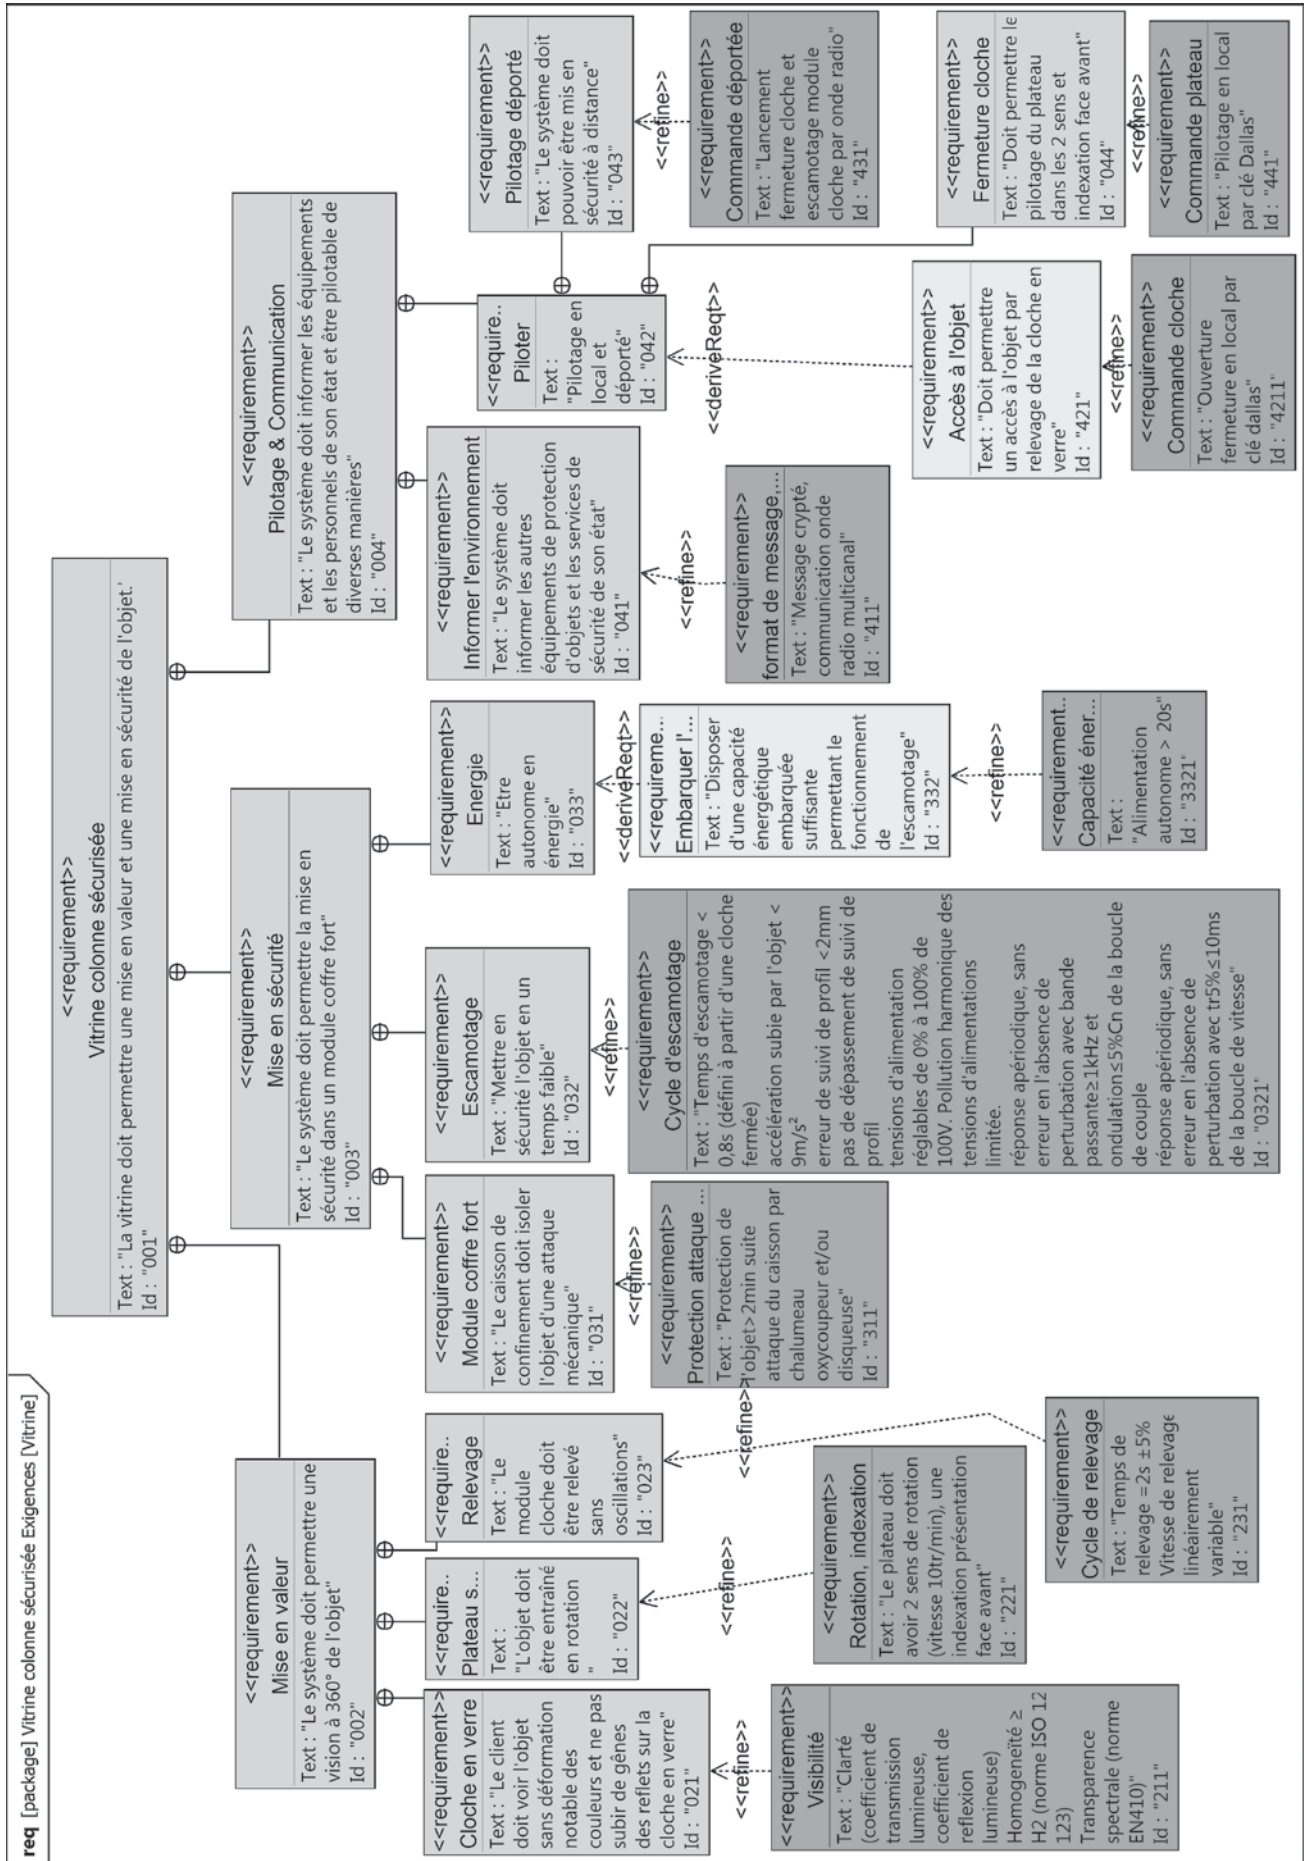 req [package] Vitrine colonne sécurisée Exigences [Vitrine]
<<requirement>>
Vitrine colonne sécurisée
Text : "La vitrine doit permettre une mise en valeur et une mise en sécurité de l'objet.'
Id : "001"
<<requirement>>
Mise en valeur
Text : "Le système doit permettre une
vision à 360° de l'objet"
Id : "002"
<<requirement>>
Mise en sécurité
Text : "Le système doit permettre la mise en
sécurité dans un module coffre fort"
Id : "003"
<<requirement>>
Pilotage & Communication
Text : "Le système doit informer les équipements
et les personnels de son état et être pilotable de
diverses manières"
Id : "004"
<<requirement>>
Cloche en verre
Text : "Le client
doit voir l'objet
sans déformation
notable des
couleurs et ne pas
subir de gênes
des reflets sur la
cloche en verre"
Id : "021"
<<require..
Plateau s...
Text :
"L'objet doit
être entraîné
en rotation
"
Id : "022"
<<require..
Relevage
Text : "Le
module
cloche doit
être relevé
sans
oscillations"
Id : "023"
<<requirement>>
Module coffre fort
Text : "Le caisson de
confinement doit isoler
l'objet d'une attaque
mécanique"
Id : "031"
<<requirement>>
Escamotage
Text : "Mettre en
sécurité l'objet en un
temps faible"
Id : "032"
<<requirement>>
Energie
Text : "Etre
autonome en
énergie"
Id : "033"
<<requirement>>
Informer l'environnement
Text : "Le système doit
informer les autres
équipements de protection
d'objets et les services de
sécurité de son état"
Id : "041"
<<require..
Piloter
Text :
"Pilotage en
local et
déporté"
Id : "042"
<<requirement>>
Pilotage déporté
Text : "Le système doit
pouvoir être mis en
sécurité à distance"
Id : "043"
<<refine>>
<<requirement>>
Visibilité
Text : "Clarté
(coefficient de
transmission
lumineuse,
coefficient de
reflexion
lumineuse)
Homogeneïté ≥
H2 (norme ISO 12
123)
Transparence
spectrale (norme
EN410)"
Id : "211"
<<refine>>
<<requirement>>
Rotation, indexation
Text : "Le plateau doit
avoir 2 sens de rotation
(vitesse 10tr/min), une
indexation présentation
face avant"
Id : "221"
<<refine>>
<<requirement>>
Cycle de relevage
Text : "Temps de
relevage =2s ±5%
Vitesse de relevage
linéairement
variable"
Id : "231"
<<refine>>
<<requirement>>
Protection attaque ...
Text : "Protection de
l'objet>2min suite
attaque du caisson par
chalumeau
oxycoupeur et/ou
disqueuse"
Id : "311"
<<refine>>
<<requirement>>
Cycle d'escamotage
Text : "Temps d'escamotage <
0,8s (défini à partir d'une cloche
fermée)
accélération subie par l'objet <
9m/s²
erreur de suivi de profil <2mm
pas de dépassement de suivi de
profil
tensions d'alimentation
réglables de 0% à 100% de
100V. Pollution harmonique des
tensions d'alimentations
limitée.
réponse apériodique, sans
erreur en l'absence de
perturbation avec bande
passante≥1kHz et
ondulation≤5%Cn de la boucle
de couple
réponse apériodique, sans
erreur en l'absence de
perturbation avec tr5%≤10ms
de la boucle de vitesse"
Id : "0321"
<<deriveReqt>>
<<requireme...
Embarquer l'...
Text : "Disposer
d'une capacité
énergétique
embarquée
suffisante
permettant le
fonctionnement
de
l'escamotage"
Id : "332"
<<refine>>
<<requirement..
Capacité éner...
Text :
"Alimentation
autonome > 20s"
Id : "3321"
<<refine>>
<<requirement>>
format de message,...
Text : "Message crypté,
communication onde
radio multicanal"
Id : "411"
<<deriveReqt>>
<<requirement>>
Accès à l'objet
Text : "Doit permettre
un accès à l'objet par
relevage de la cloche en
verre"
Id : "421"
<<refine>>
<<requirement>>
Commande cloche
Text : "Ouverture
fermeture en local par
clé dallas"
Id : "4211"
<<refine>>
<<requirement>>
Commande déportée
Text : "Lancement
fermeture cloche et
escamotage module
cloche par onde radio"
Id : "431"
<<requirement>>
Fermeture cloche
Text : "Doit permettre le
pilotage du plateau
dans les 2 sens et
indexation face avant"
Id : "044"
<<refine>>
<<requirement>>
Commande plateau
Text : "Pilotage en local
par clé Dallas"
Id : "441"